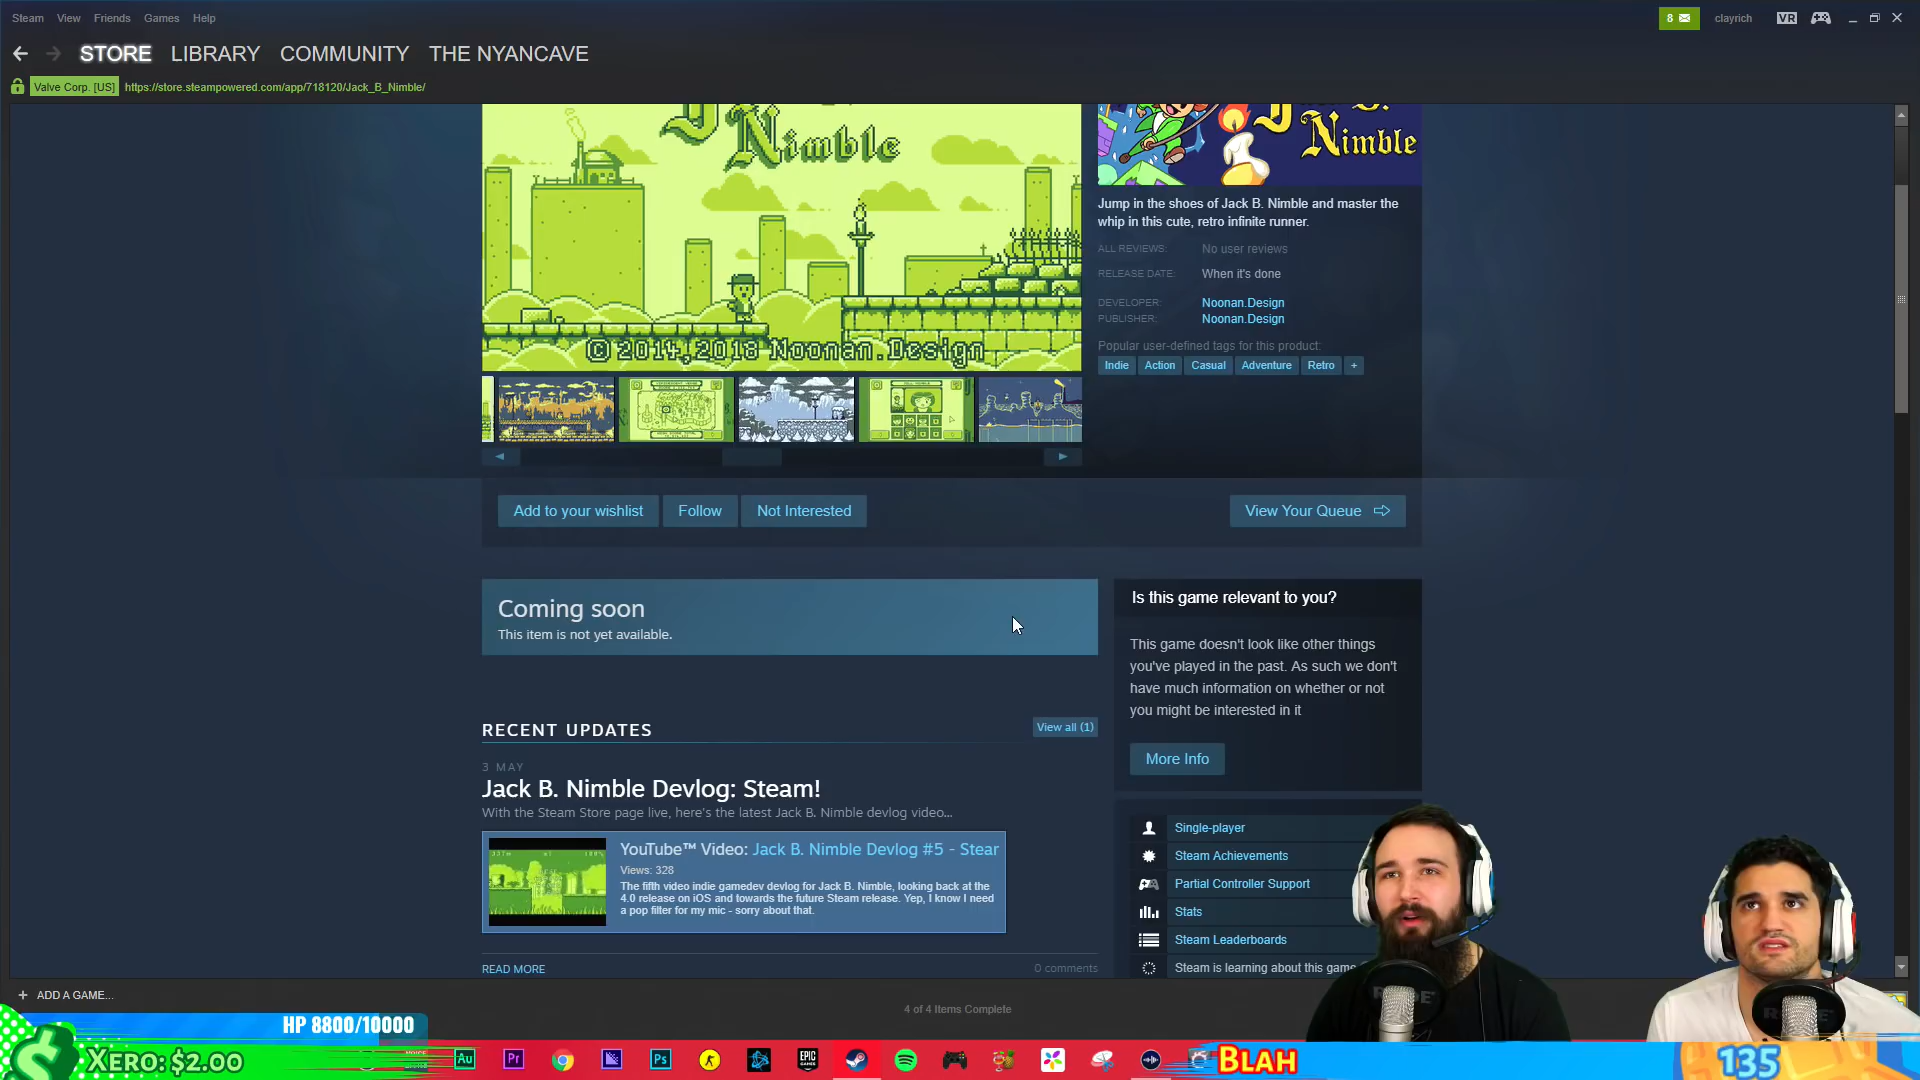 Steam View Friends Games Help
8 clayrich VR
STORE LIBRARY COMMUNITY THE NYANCAVE
Valve Corp. [US] https://store.steampowered.com/app/718120/Jack_B_Nimble/
Nimble
© 2014,2018 Noonan.Design
Nimble
Jump in the shoes of Jack B. Nimble and master the
whip in this cute, retro infinite runner.
ALL REVIEWS: No user reviews
RELEASE DATE: When it's done
DEVELOPER: Noonan.Design
PUBLISHER: Noonan.Design
Popular user-defined tags for this product:
Indie Action Casual Adventure Retro +
Add to your wishlist Follow Not Interested View Your Queue
Coming soon
This item is not yet available.
Is this game relevant to you?
This game doesn't look like other things
you've played in the past. As such we don't
have much information on whether or not
you might be interested in it
More Info
RECENT UPDATES View all (1)
3 MAY
Jack B. Nimble Devlog: Steam!
With the Steam Store page live, here's the latest Jack B. Nimble devlog video...
YouTube™ Video: Jack B. Nimble Devlog #5 - Stear
Views: 328
The fifth video indie gamedev devlog for Jack B. Nimble, looking back at the
4.0 release on iOS and towards the future Steam release. Yep, I know I need
a pop filter for my mic - sorry about that.
READ MORE 0 comments
Single-player
Steam Achievements
Partial Controller Support
Stats
Steam Leaderboards
Steam is learning about this game
+ ADD A GAME...
4 of 4 Items Complete
HP 8800/10000
XERO: $2.00
Au Pr Ps EPIC GAMES
BLAH
135